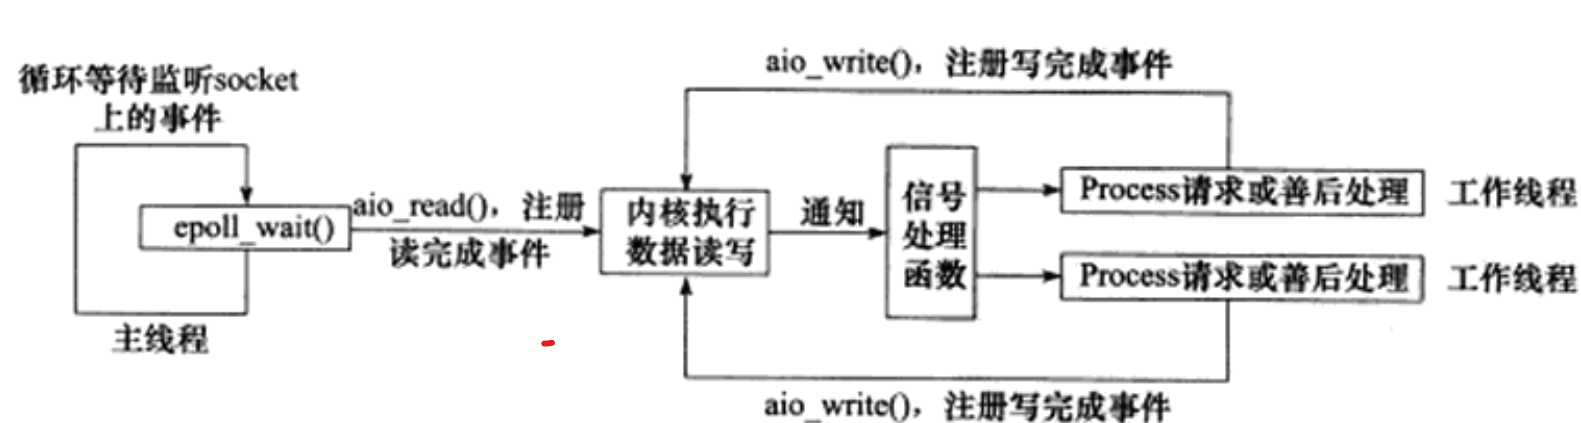 aio_write()，注册写完成事件
循环等待监听socket
上的事件
epoll_wait()
aio_read()，注册
读完成事件
内核执行
数据读写
通知
信号
处理
函数
Process请求或善后处理
工作线程
Process请求或善后处理
工作线程
主线程
aio_write()，注册写完成事件